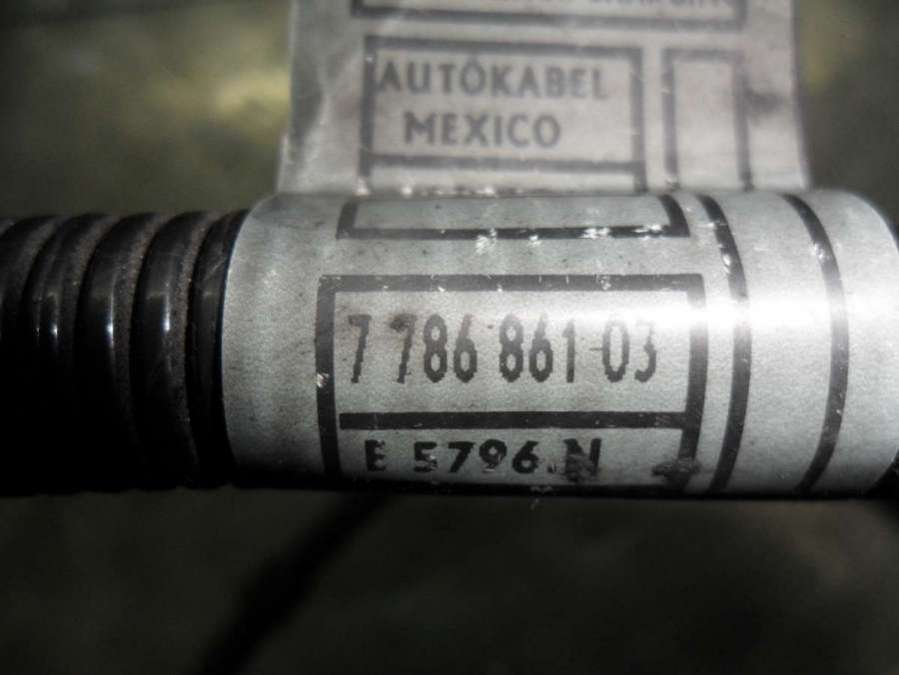 AUTOKABEL
MEXICO
7 786 861-03
E 5796.N